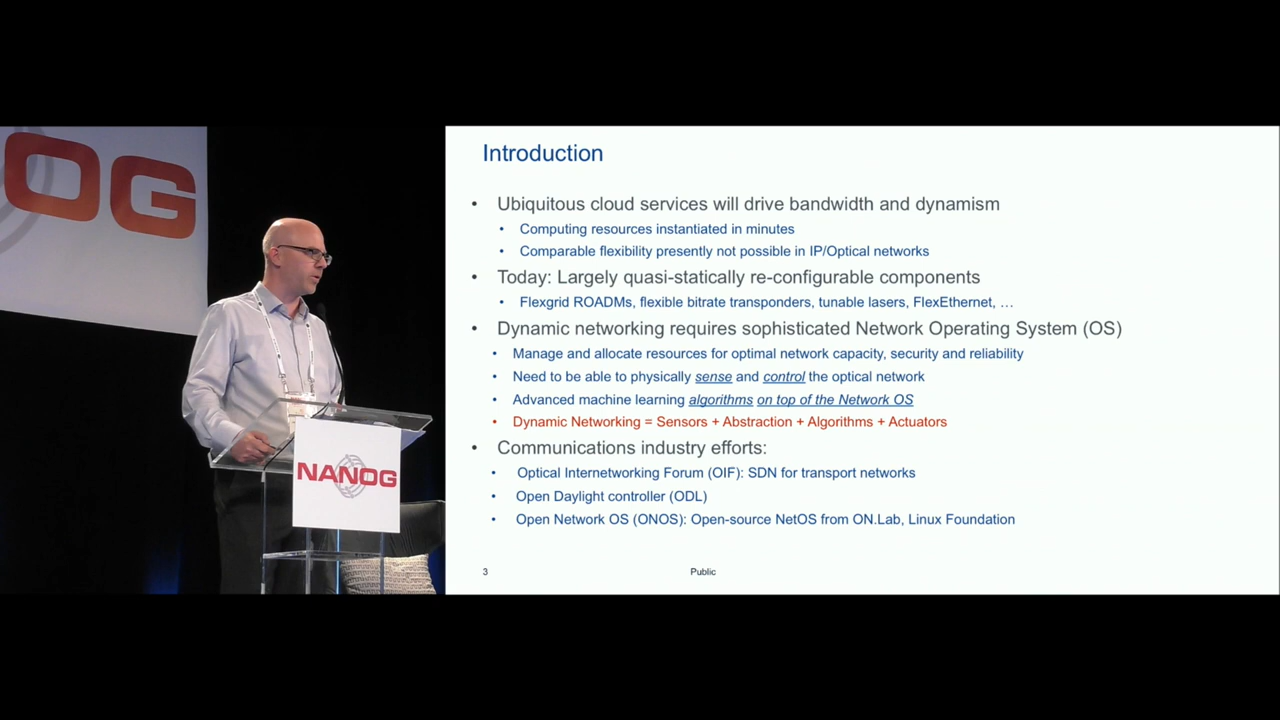 OG
NANOG
Introduction
• Ubiquitous cloud services will drive bandwidth and dynamism
• Computing resources instantiated in minutes
• Comparable flexibility presently not possible in IP/Optical networks
• Today: Largely quasi-statically re-configurable components
• Flexgrid ROADMs, flexible bitrate transponders, tunable lasers, FlexEthernet, …
• Dynamic networking requires sophisticated Network Operating System (OS)
• Manage and allocate resources for optimal network capacity, security and reliability
• Need to be able to physically sense and control the optical network
• Advanced machine learning algorithms on top of the Network OS
• Dynamic Networking = Sensors + Abstraction + Algorithms + Actuators
• Communications industry efforts:
• Optical Internetworking Forum (OIF): SDN for transport networks
• Open Daylight controller (ODL)
• Open Network OS (ONOS): Open-source NetOS from ON.Lab, Linux Foundation
3 Public